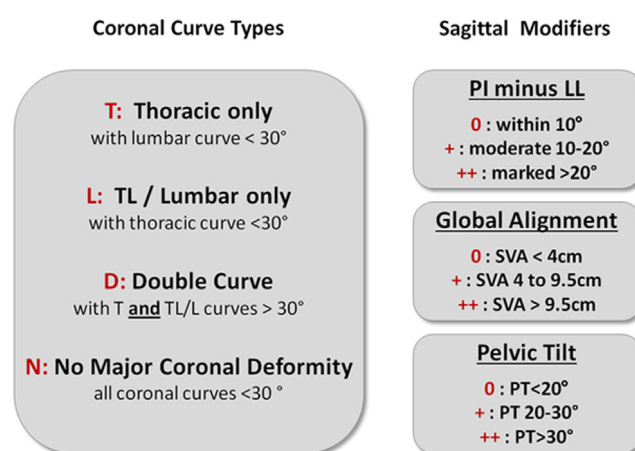 Coronal Curve Types
T: Thoracic only
with lumbar curve < 30°
L: TL / Lumbar only
with thoracic curve <30°
D: Double Curve
with T and TL/L curves > 30°
N: No Major Coronal Deformity
all coronal curves <30 °
Sagittal Modifiers
PI minus LL
0 : within 10°
+ : moderate 10-20°
++ : marked >20°
Global Alignment
0 : SVA < 4cm
+ : SVA 4 to 9.5cm
++ : SVA > 9.5cm
Pelvic Tilt
0 : PT<20°
+ : PT 20-30°
++ : PT>30°